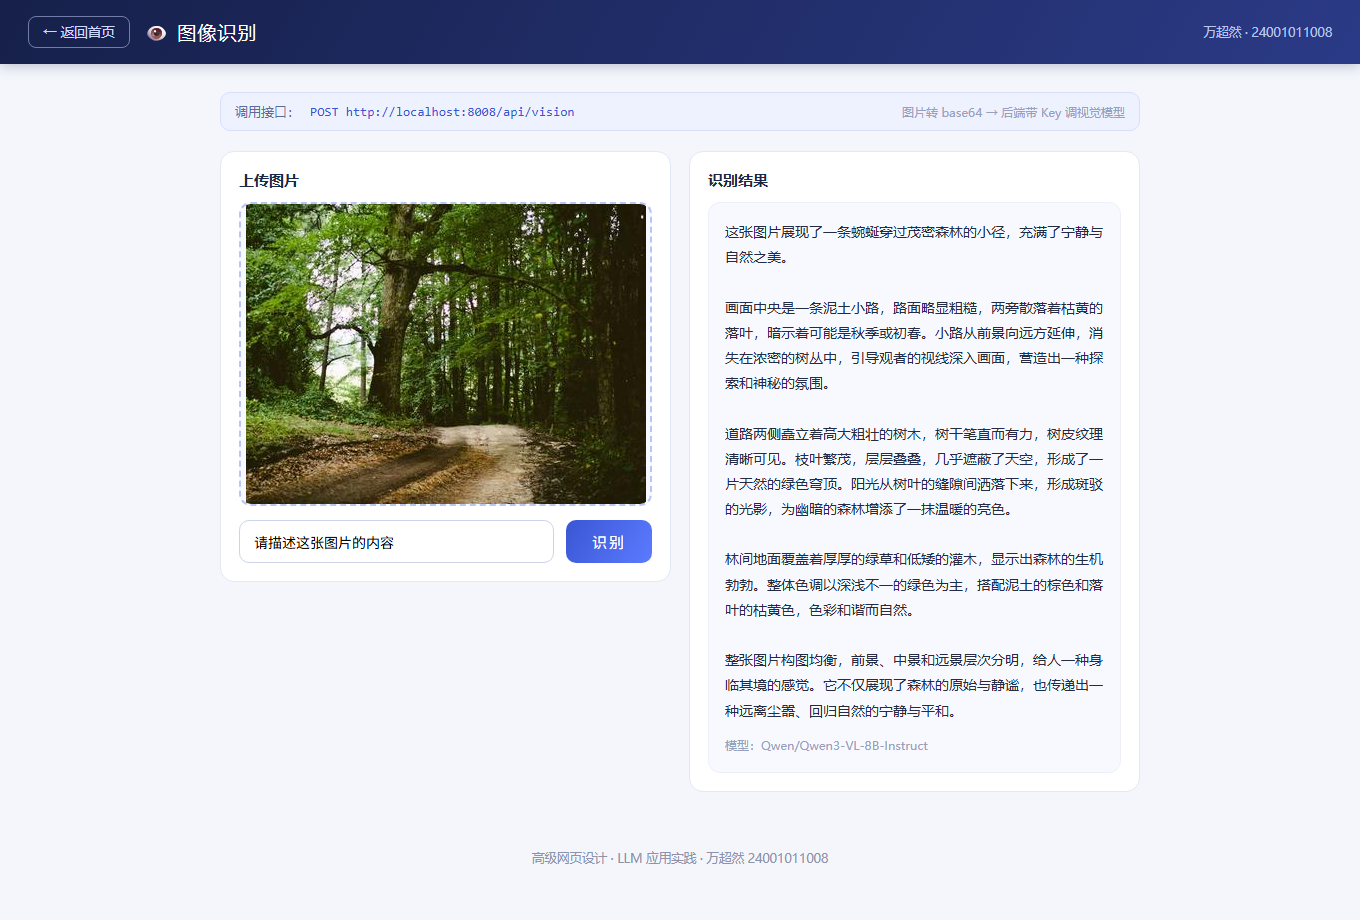 ← 返回首页
图像识别
万超然 · 24001011008
调用接口： POST http://localhost:8008/api/vision
图片转 base64 → 后端带 Key 调视觉模型
上传图片
请描述这张图片的内容
识别
识别结果
这张图片展现了一条蜿蜒穿过茂密森林的小径，充满了宁静与
自然之美。
画面中央是一条泥土小路，路面略显粗糙，两旁散落着枯黄的
落叶，暗示着可能是秋季或初春。小路从前景向远方延伸，消
失在浓密的树丛中，引导观者的视线深入画面，营造出一种探
索和神秘的氛围。
道路两侧矗立着高大粗壮的树木，树干笔直而有力，树皮纹理
清晰可见。枝叶繁茂，层层叠叠，几乎遮蔽了天空，形成了一
片天然的绿色穹顶。阳光从树叶的缝隙间洒落下来，形成斑驳
的光影，为幽暗的森林增添了一抹温暖的亮色。
林间地面覆盖着厚厚的绿草和低矮的灌木，显示出森林的生机
勃勃。整体色调以深浅不一的绿色为主，搭配泥土的棕色和落
叶的枯黄色，色彩和谐而自然。
整张图片构图均衡，前景、中景和远景层次分明，给人一种身
临其境的感觉。它不仅展现了森林的原始与静谧，也传递出一
种远离尘嚣、回归自然的宁静与平和。
模型：Qwen/Qwen3-VL-8B-Instruct
高级网页设计 · LLM 应用实践 · 万超然 24001011008